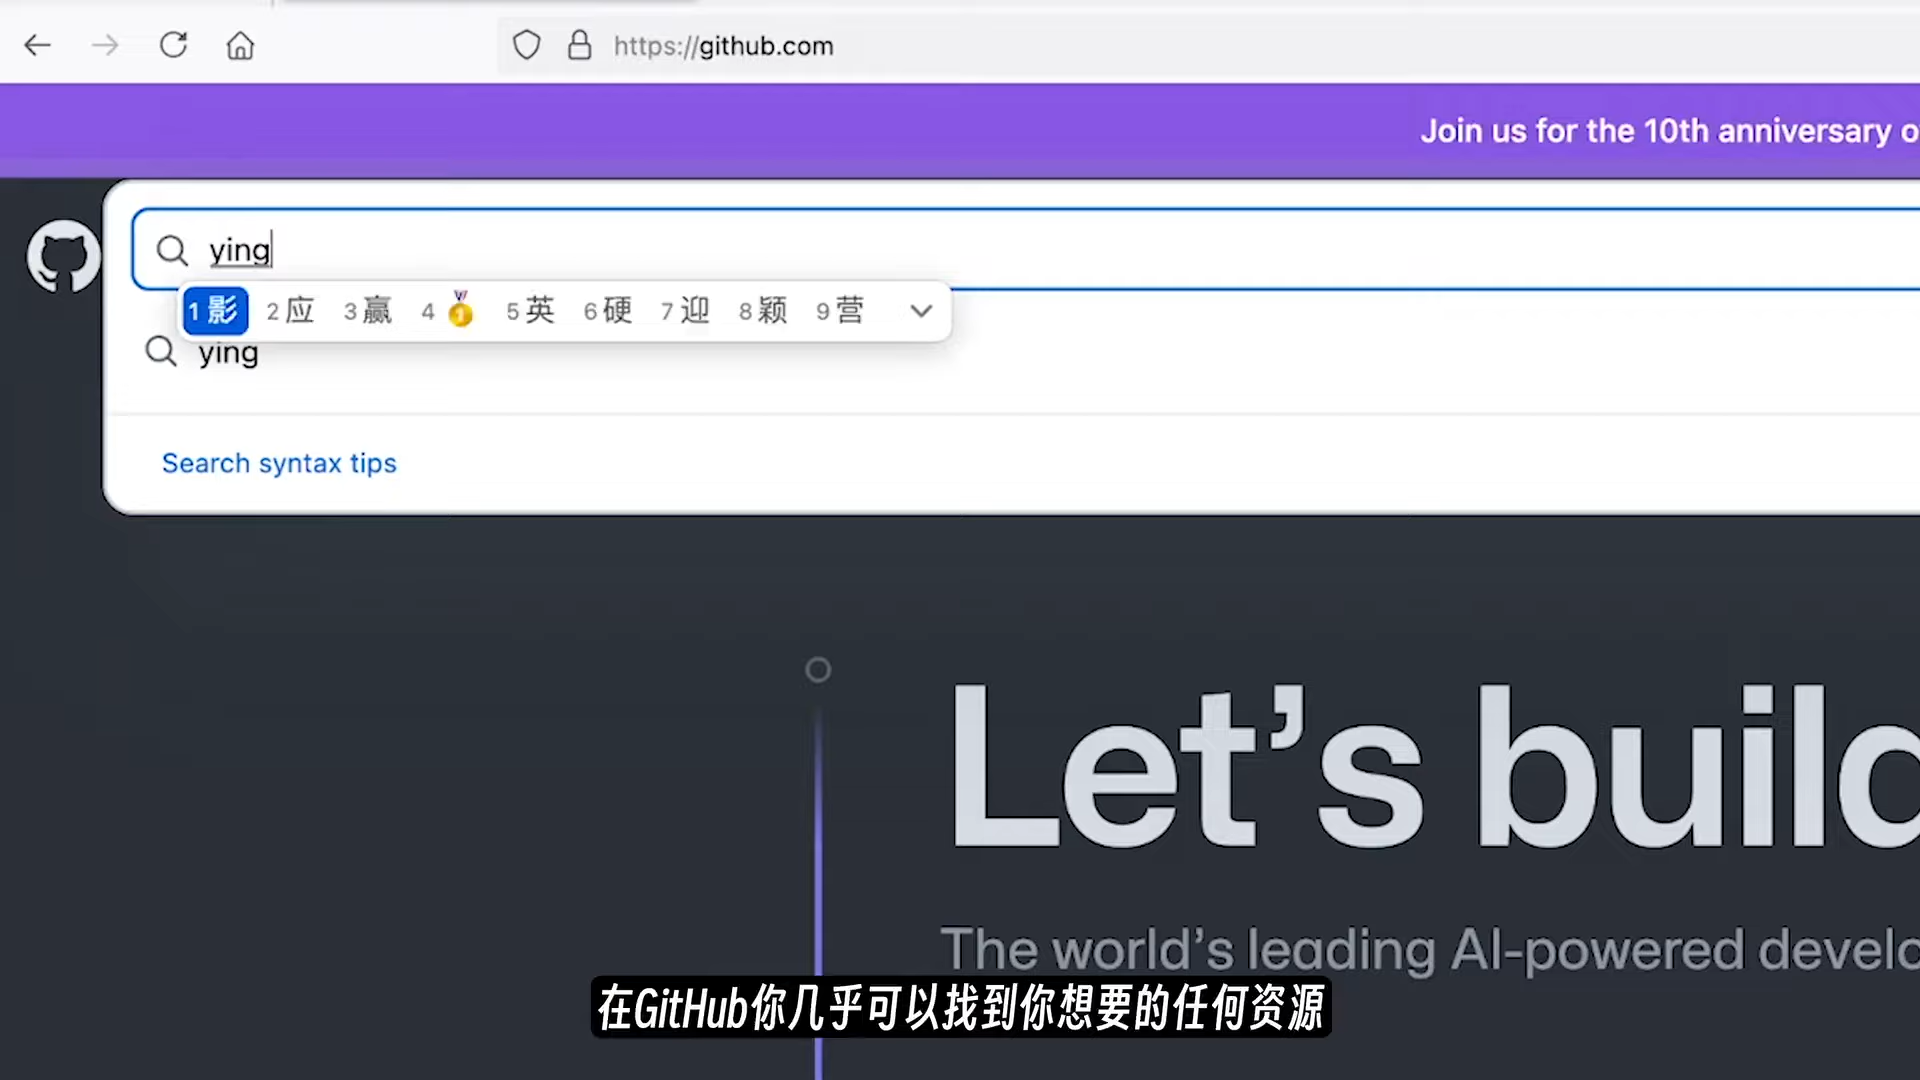 https://github.com
Join us for the 10th anniversary o
ying
1 影 2 应 3 赢 4 🏅 5 英 6 硬 7 迎 8 颖 9 营
ying
Search syntax tips
Let's build
The world's leading AI-powered develo
在GitHub你几乎可以找到你想要的任何资源